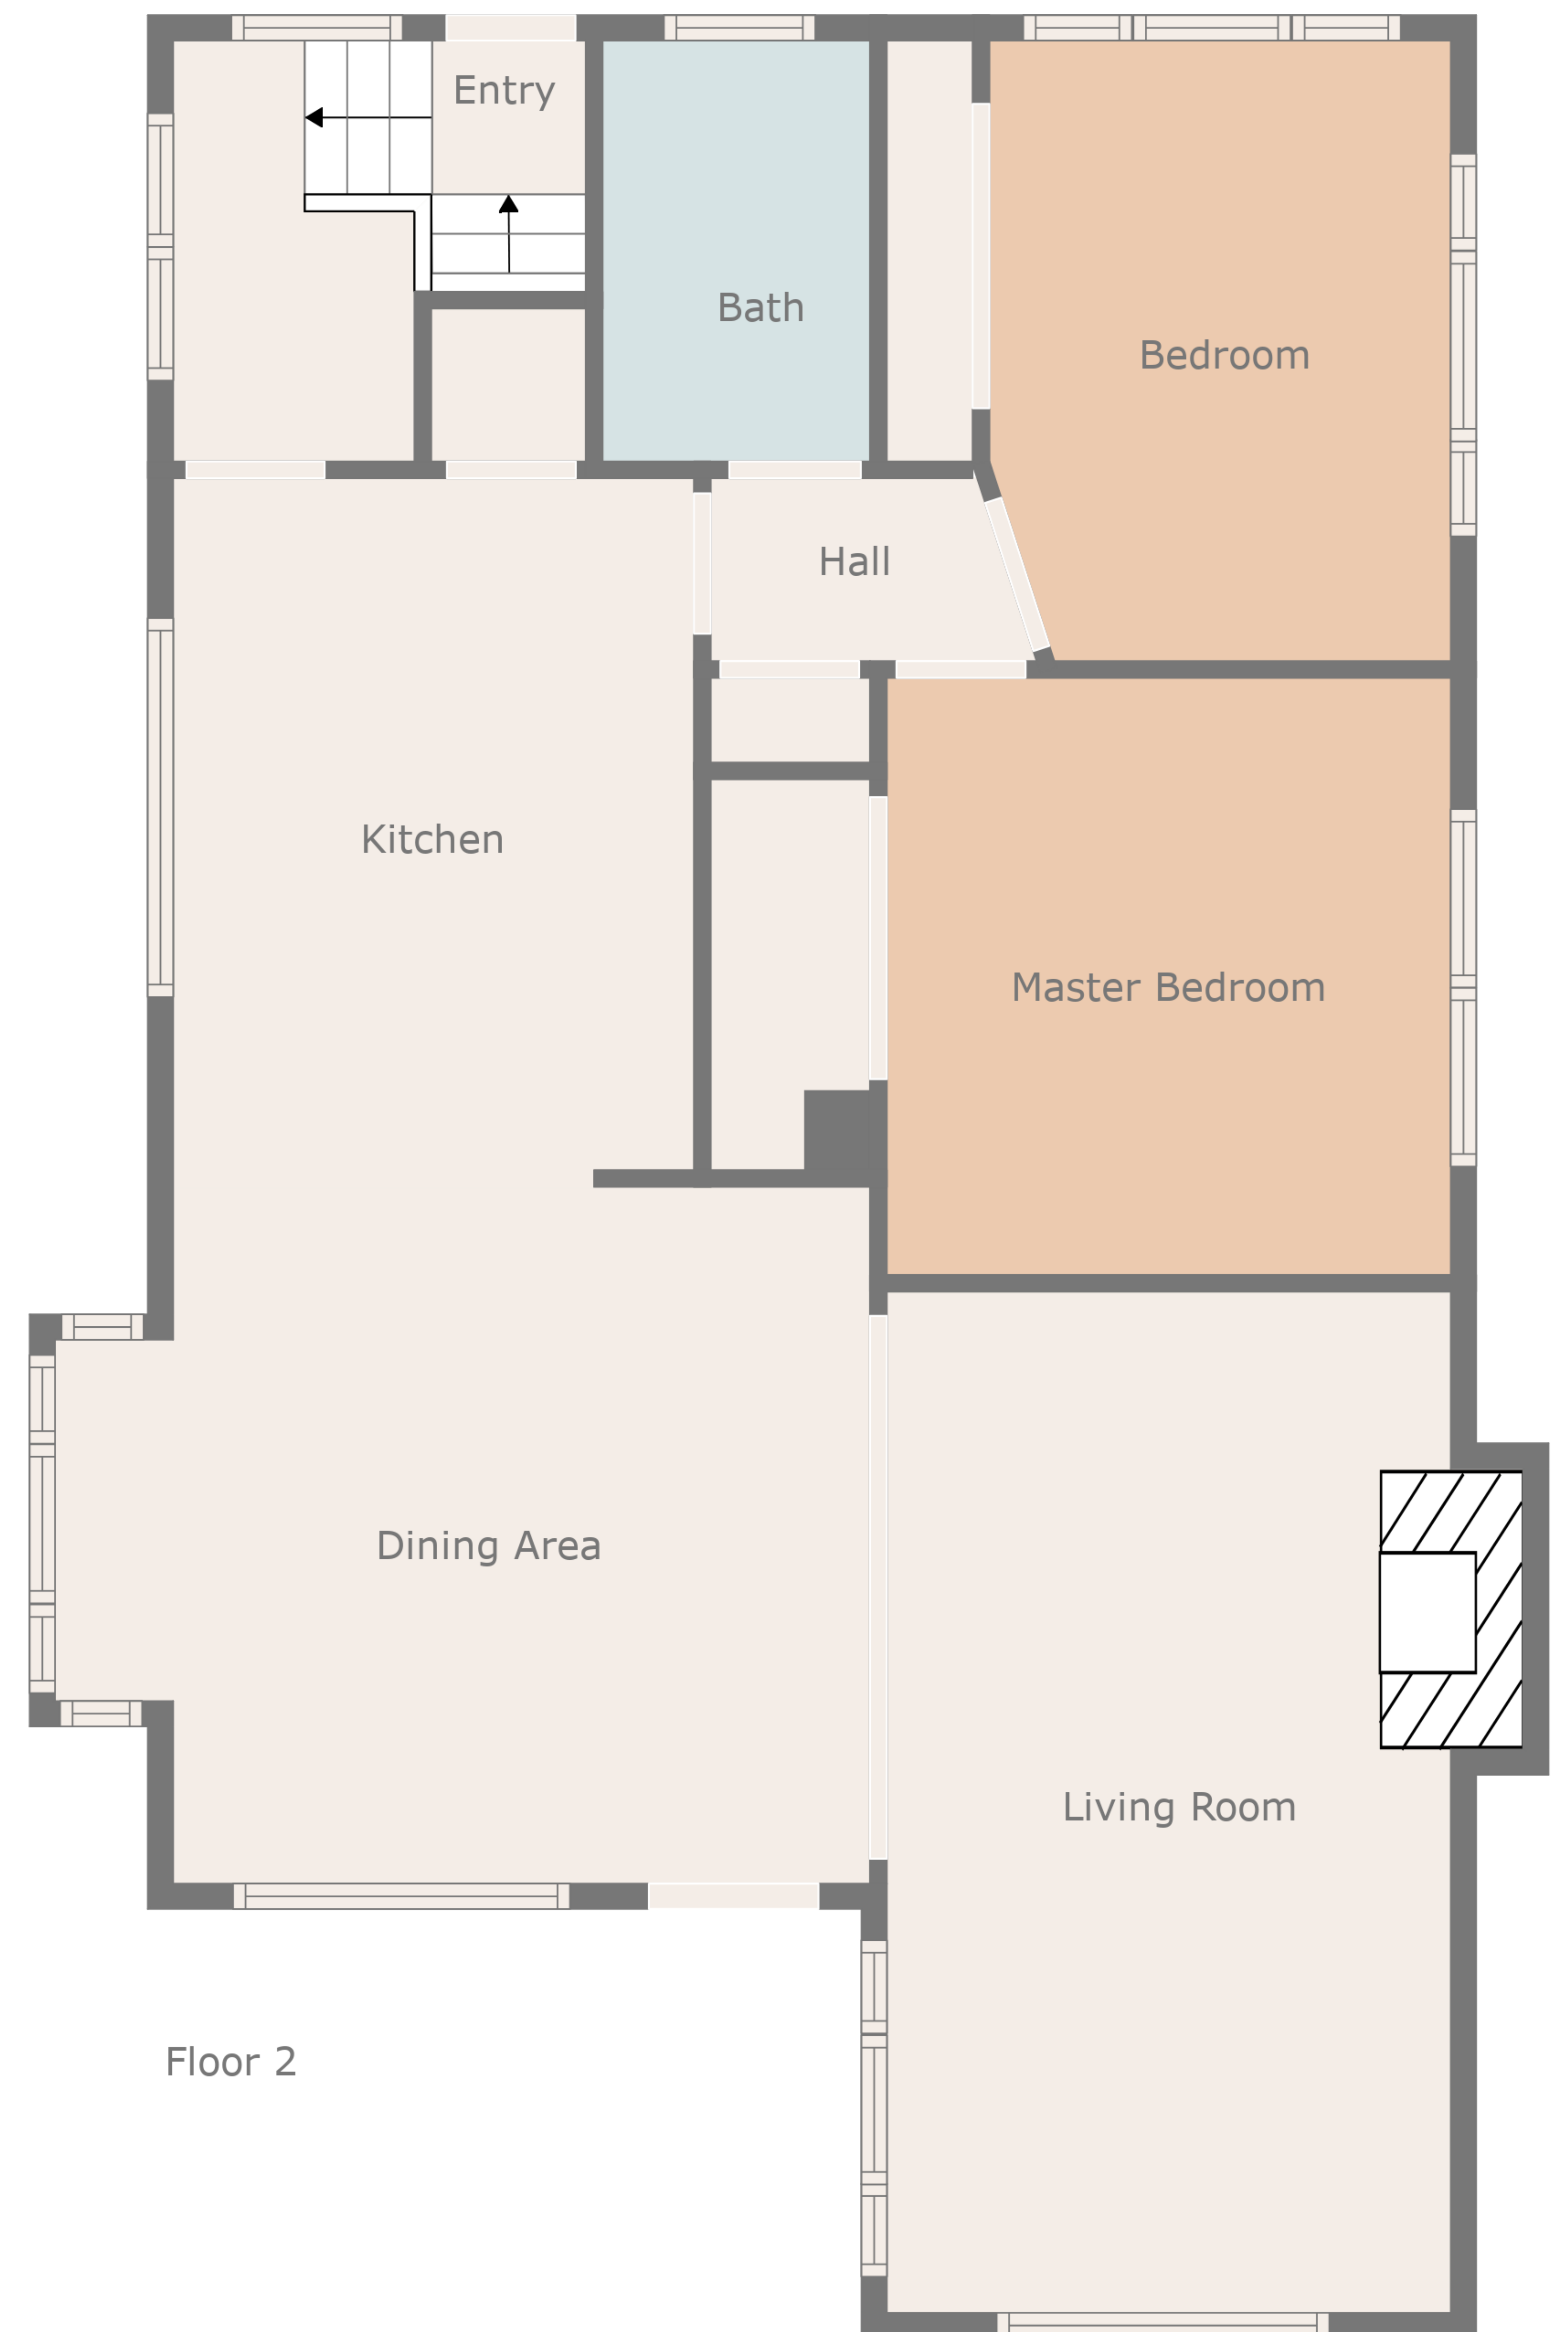 Entry
Bath
Bedroom
Hall
Kitchen
Master Bedroom
Dining Area
Living Room
Floor 2